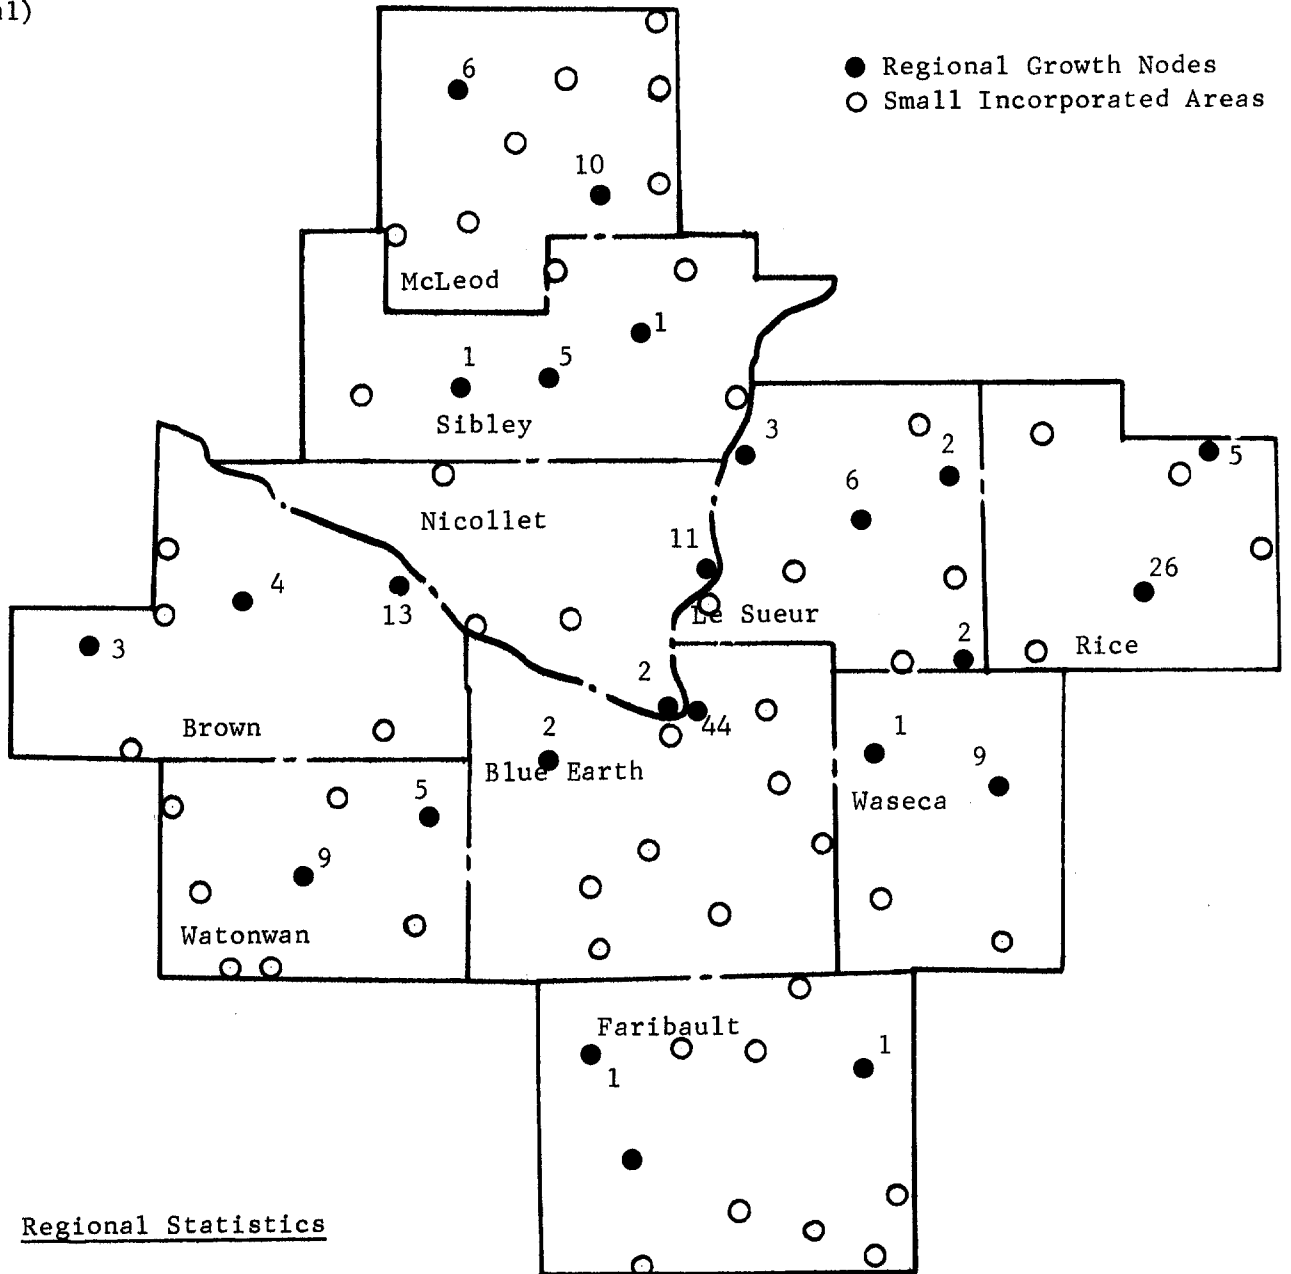 al)
6
Regional Growth Nodes
Small Incorporated Areas
10
McLeod
1
1
5
Sibley
3
2
5
6
Nicollet
11
26
4
13
Le Sueur
3
2
Rice
2
44
Brown
2
1
9
Blue Earth
5
Waseca
9
Watonwan
Faribault
1
1
Regional Statistics